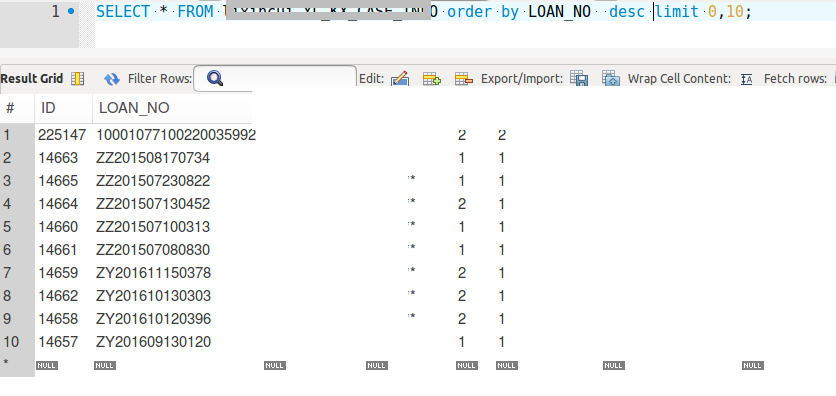 1 SELECT * FROM order by LOAN_NO desc limit 0,10;
Result Grid Filter Rows: Edit: Export/Import: Wrap Cell Content: Fetch rows:
# ID LOAN_NO
1 225147 10001077100220035992 2 2
2 14663 ZZ201508170734 1 1
3 14665 ZZ201507230822 '* 1 1
4 14664 ZZ201507130452 '* 2 1
5 14660 ZZ201507100313 '* 1 1
6 14661 ZZ201507080830 '* 1 1
7 14659 ZY201611150378 '* 2 1
8 14662 ZY201610130303 '* 2 1
9 14658 ZY201610120396 '* 2 1
10 14657 ZY201609130120 1 1
* NULL NULL NULL NULL NULL NULL NULL NULL